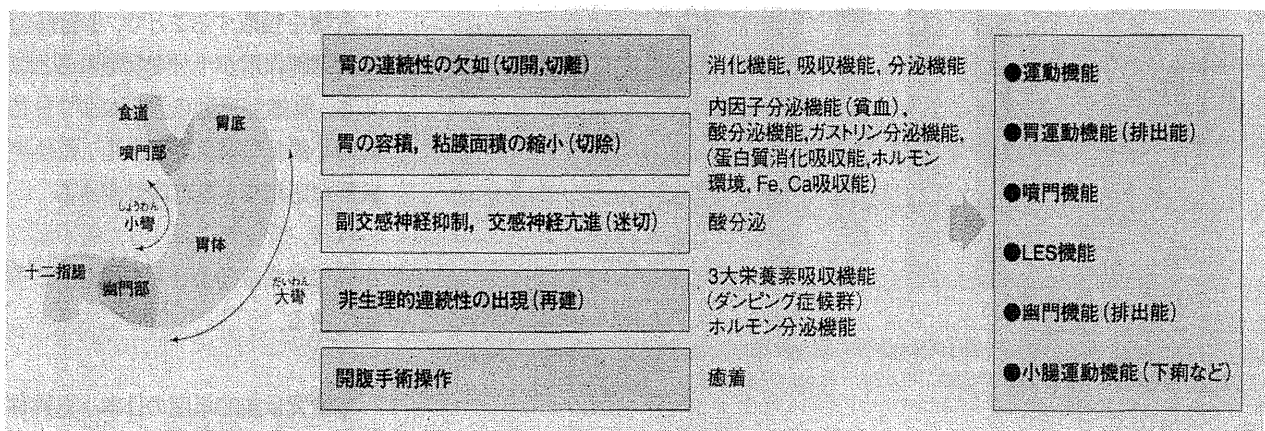 食道
胃底
噴門部
しょうわん
小彎
胃体
十二指腸
幽門部
だいわん
大彎
胃の連続性の欠如(切開,切離)
消化機能, 吸収機能, 分泌機能
胃の容積, 粘膜面積の縮小(切除)
内因子分泌機能(貧血)、
酸分泌機能,ガストリン分泌機能,
(蛋白質消化吸収能,ホルモン
環境, Fe, Ca吸収能)
副交感神経抑制, 交感神経亢進(迷切)
酸分泌
非生理的連続性の出現(再建)
3大栄養素吸収機能
(ダンピング症候群)
ホルモン分泌機能
開腹手術操作
癒着
●運動機能
●胃運動機能(排出能)
●噴門機能
●LES機能
●幽門機能(排出能)
●小腸運動機能(下痢など)